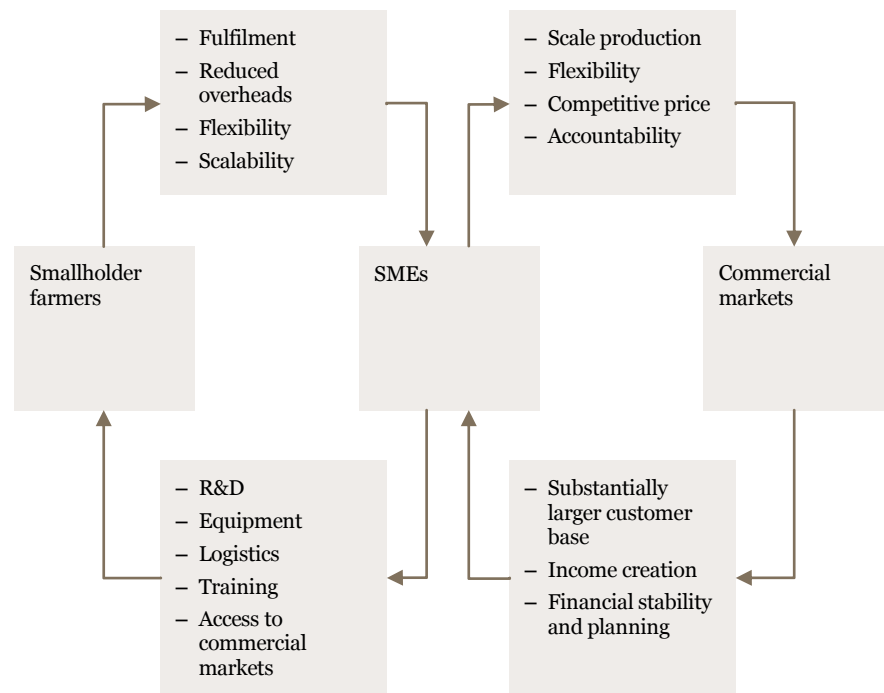 – Fulfilment
– Reduced
overheads
– Flexibility
– Scalability
– Scale production
– Flexibility
– Competitive price
– Accountability
Smallholder
farmers
SMEs
Commercial
markets
– R&D
– Equipment
– Logistics
– Training
– Access to
commercial
markets
– Substantially
larger customer
base
– Income creation
– Financial stability
and planning